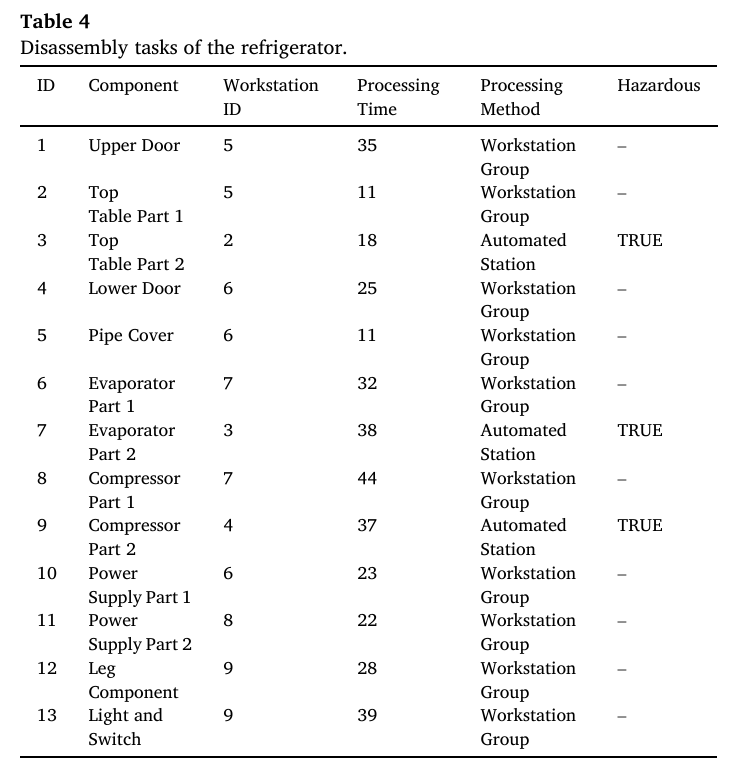 Table 4
Disassembly tasks of the refrigerator.
ID Component Workstation ID Processing Time Processing Method Hazardous
1 Upper Door 5 35 Workstation Group –
2 Top Table Part 1 5 11 Workstation Group –
3 Top Table Part 2 2 18 Automated Station TRUE
4 Lower Door 6 25 Workstation Group –
5 Pipe Cover 6 11 Workstation Group –
6 Evaporator Part 1 7 32 Workstation Group –
7 Evaporator Part 2 3 38 Automated Station TRUE
8 Compressor Part 1 7 44 Workstation Group –
9 Compressor Part 2 4 37 Automated Station TRUE
10 Power Supply Part 1 6 23 Workstation Group –
11 Power Supply Part 2 8 22 Workstation Group –
12 Leg Component 9 28 Workstation Group –
13 Light and Switch 9 39 Workstation Group –